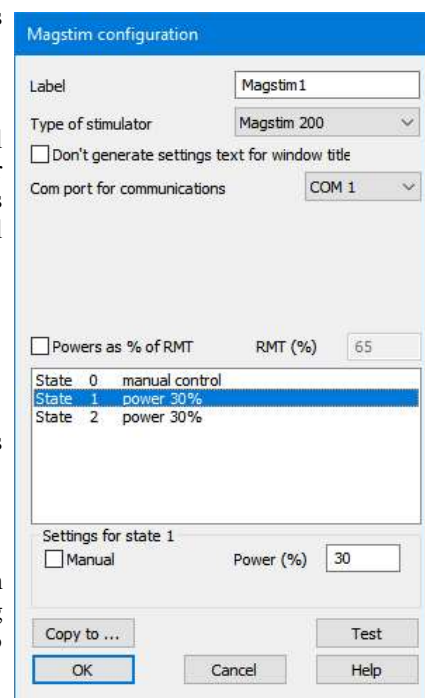 Magstim configuration
Label Magstim1
Type of stimulator Magstim 200
Don't generate settings text for window title
Com port for communications COM 1
Powers as % of RMT RMT (%) 65
State 0 manual control
State 1 power 30%
State 2 power 30%
Settings for state 1
Manual Power (%) 30
Copy to ... Test
OK Cancel Help